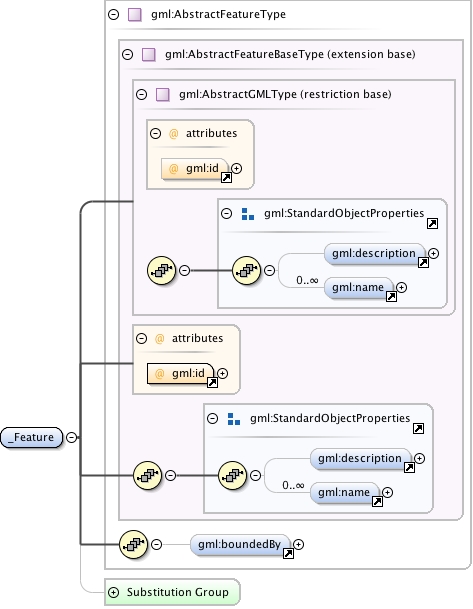 gml:AbstractFeatureType
gml:AbstractFeatureBaseType (extension base)
gml:AbstractGMLType (restriction base)
@ attributes
@ gml:id
gml:StandardObjectProperties
gml:description
0..∞
gml:name
@ attributes
@ gml:id
gml:StandardObjectProperties
_Feature
gml:description
0..∞
gml:name
gml:boundedBy
Substitution Group